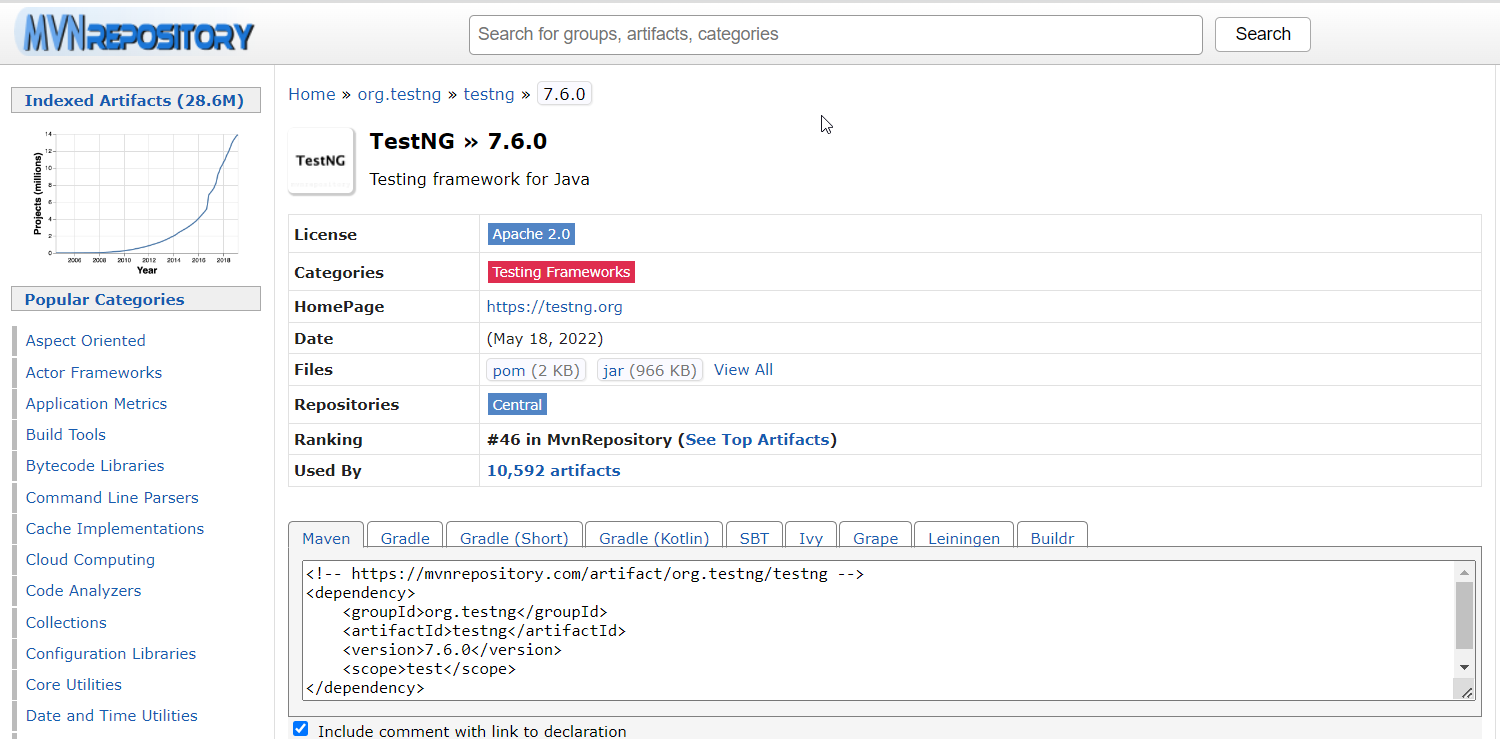 MVNREPOSITORY
Search for groups, artifacts, categories
Search
Indexed Artifacts (28.6M)
Projects (millions)
14
12
10
8
6
4
2
0
2006 2008 2010 2012 2014 2016 2018
Year
Popular Categories
Aspect Oriented
Actor Frameworks
Application Metrics
Build Tools
Bytecode Libraries
Command Line Parsers
Cache Implementations
Cloud Computing
Code Analyzers
Collections
Configuration Libraries
Core Utilities
Date and Time Utilities
Home » org.testng » testng » 7.6.0
TestNG
TestNG » 7.6.0
Testing framework for Java
License Apache 2.0
Categories Testing Frameworks
HomePage https://testng.org
Date (May 18, 2022)
Files pom (2 KB) jar (966 KB) View All
Repositories Central
Ranking #46 in MvnRepository (See Top Artifacts)
Used By 10,592 artifacts
Maven Gradle Gradle (Short) Gradle (Kotlin) SBT Ivy Grape Leiningen Buildr
<!-- https://mvnrepository.com/artifact/org.testng/testng -->
<dependency>
    <groupId>org.testng</groupId>
    <artifactId>testng</artifactId>
    <version>7.6.0</version>
    <scope>test</scope>
</dependency>
Include comment with link to declaration